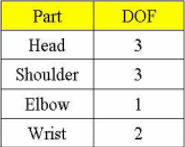 Part DOF
Head 3
Shoulder 3
Elbow 1
Wrist 2